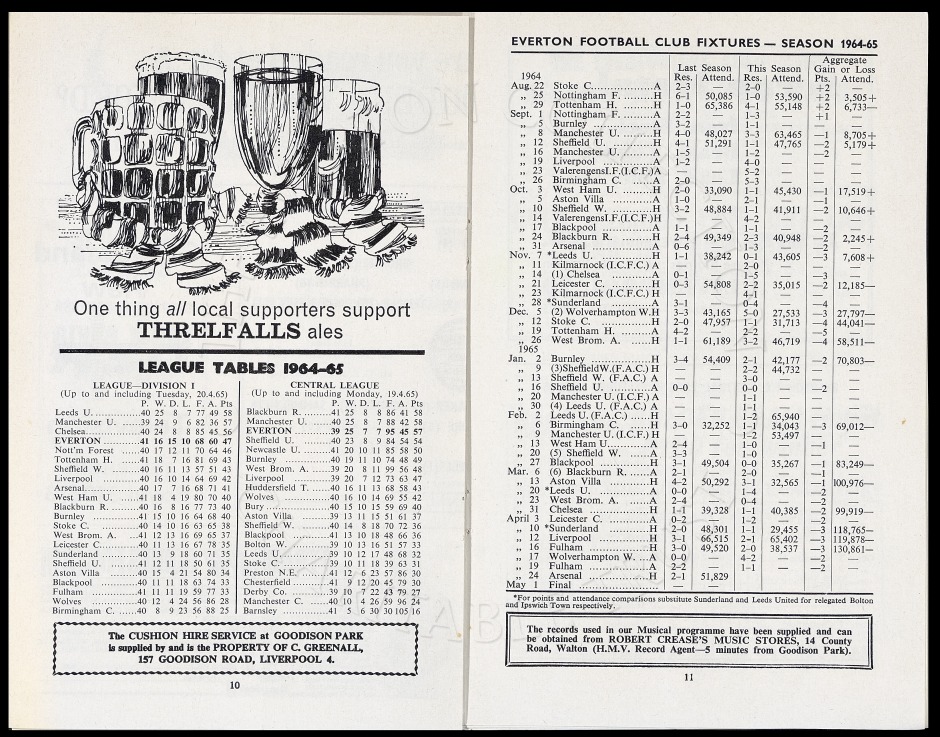 One thing all local supporters support
THRELFALLS ales
LEAGUE TABLES 1964-65
LEAGUE—DIVISION I
(Up to and including Tuesday, 20.4.65)
P. W. D. L. F. A. Pts
Leeds U. 40 25 8 7 77 49 58
Manchester U. 39 24 9 6 82 36 57
Chelsea 40 24 8 8 85 45 56
EVERTON 41 16 15 10 68 60 47
Nott'm Forest 40 17 12 11 70 64 46
Tottenham H. 41 18 7 16 81 69 43
Sheffield W. 40 16 11 13 57 51 43
Liverpool 40 16 10 14 64 69 42
Arsenal 40 17 7 16 68 71 41
West Ham U. 41 18 4 19 80 70 40
Blackburn R. 40 16 8 16 77 73 40
Burnley 41 15 10 16 64 68 40
Stoke C. 40 14 10 16 63 65 38
West Brom. A. 41 12 13 16 69 65 37
Leicester C. 40 11 13 16 67 78 35
Sunderland 40 13 9 18 60 71 35
Sheffield U. 41 12 11 18 50 61 35
Aston Villa 40 15 4 21 54 80 34
Blackpool 40 11 11 18 63 74 33
Fulham 41 11 11 19 59 77 33
Wolves 40 12 4 24 56 86 28
Birmingham C. 40 8 9 23 56 88 25
CENTRAL LEAGUE
(Up to and including Monday, 19.4.65)
P. W. D. L. F. A. Pts
Blackburn R. 41 25 8 8 86 41 58
Manchester U. 40 25 8 7 88 42 58
EVERTON 39 25 7 7 95 45 57
Sheffield U. 40 23 8 9 84 54 54
Newcastle U. 41 20 10 11 85 58 50
Burnley 40 19 11 10 74 48 49
West Brom. A. 39 20 8 11 99 56 48
Liverpool 39 20 7 12 73 63 47
Huddersfield T. 40 16 11 13 68 58 43
Wolves 40 16 10 14 69 55 42
Bury 40 15 10 15 59 69 40
Aston Villa 39 13 11 15 51 61 37
Sheffield W. 40 14 8 18 70 72 36
Blackpool 41 13 10 18 48 66 36
Bolton W. 39 10 13 16 51 57 33
Leeds U. 39 10 12 17 48 68 32
Stoke C. 39 10 11 18 39 63 31
Preston N.E. 41 12 6 23 57 86 30
Chesterfield 41 9 12 20 45 79 30
Derby Co. 39 10 7 22 43 79 27
Manchester C. 40 10 4 26 59 96 24
Barnsley 41 5 6 30 30 105 16
The CUSHION HIRE SERVICE at GOODISON PARK
is supplied by and is the PROPERTY OF C. GREENALL,
157 GOODISON ROAD, LIVERPOOL 4.
10
EVERTON FOOTBALL CLUB FIXTURES — SEASON 1964-65
Last Season This Season Aggregate Gain or Loss
Res. Attend. Res. Attend. Pts. Attend.
1964
Aug. 22 Stoke C. A 2–3 — 2–0 — +2 —
„ 25 Nottingham F. H 6–1 50,085 1–0 53,590 +2 3,505+
„ 29 Tottenham H. H 1–0 65,386 4–1 55,148 +2 6,733—
Sept. 1 Nottingham F. A 2–2 — 1–3 — +1 —
„ 5 Burnley A 3–2 — 1–1 —
„ 8 Manchester U. H 4–0 48,027 3–3 63,465 —1 8,705+
„ 12 Sheffield U. H 4–1 51,291 1–1 47,765 —2 5,179+
„ 16 Manchester U. A 1–5 — 1–2 — —2 —
„ 19 Liverpool A 1–2 — 4–0 —
„ 23 Valerengens I.F. (I.C.F.) A — — 5–2 —
„ 26 Birmingham C. A 2–0 — 5–3 —
Oct. 3 West Ham U. H 2–0 33,090 1–1 45,430 —1 17,519+
„ 5 Aston Villa A 1–0 — 2–1 — —1 —
„ 10 Sheffield W. H 3–2 48,884 1–1 41,911 —2 10,646+
„ 14 Valerengens I.F. (I.C.F.) H — — 4–2 —
„ 17 Blackpool A 1–1 — 1–1 — —2 —
„ 24 Blackburn R. H 2–4 49,349 2–3 40,948 —2 2,245+
„ 31 Arsenal A 0–6 — 1–3 — —2 —
Nov. 7 *Leeds U. H 1–1 38,242 0–1 43,605 —3 7,608+
„ 11 Kilmarnock (I.C.F.C.) A — — 2–0 —
„ 14 (1) Chelsea A 0–1 — 1–5 — —3 —
„ 21 Leicester C. H 0–3 54,808 2–2 35,015 —2 12,185—
„ 23 Kilmarnock (I.C.F.C.) H — — 4–1
„ 28 *Sunderland A 3–1 — 0–4 — —4 —
Dec. 5 (2) Wolverhampton W. H 3–3 43,165 5–0 27,533 —3 27,797—
„ 12 Stoke C. H 2–0 47,957 1–1 31,713 —4 44,041—
„ 19 Tottenham H. A 4–2 — 2–2 — —5 —
„ 26 West Brom. A. H 1–1 61,189 3–2 46,719 —4 58,511—
1965
Jan. 2 Burnley H 3–4 54,409 2–1 42,177 —2 70,803—
„ 9 (3) Sheffield W. (F.A.C.) H — — 2–2 44,732
„ 13 Sheffield W. (F.A.C.) A — — 3–0 —
„ 16 Sheffield U. A 0–0 — 0–0 — —2 —
„ 20 Manchester U. (I.C.F.) A — — 1–1 —
„ 30 (4) Leeds U. (F.A.C.) A — — 1–1 —
Feb. 2 Leeds U. (F.A.C.) H — — 1–2 65,940
„ 6 Birmingham C. H 3–0 32,252 1–1 34,043 —3 69,012—
„ 9 Manchester U. (I.C.F.) H — — 1–2 53,497
„ 13 West Ham U. A 2–4 — 1–0 —
„ 20 (5) Sheffield W. A 3–3 — 1–0 —
„ 27 Blackpool H 3–1 49,504 0–0 35,267 —1 83,249—
Mar. 6 (6) Blackburn R. A 2–1 — 2–0 — —1 —
„ 13 Aston Villa H 4–2 50,292 3–1 32,565 —1 100,976—
„ 20 *Leeds U. A 0–0 — 1–4 — —2 —
„ 23 West Brom. A. A 2–4 — 0–4 — —2 —
„ 31 Chelsea H 1–1 39,328 1–1 40,385 —2 99,919—
April 3 Leicester C. A 0–2 — 1–2 — —2 —
„ 10 *Sunderland H 2–0 48,301 1–1 29,455 —3 118,765—
„ 12 Liverpool H 3–1 66,515 2–1 65,402 —3 119,878—
„ 16 Fulham H 3–0 49,520 2–0 38,537 —3 130,861—
„ 17 Wolverhampton W. A 0–0 — 4–2 — —2 —
„ 19 Fulham A 2–2 — 1–1 — —2 —
„ 24 Arsenal H 2–1 51,829
May 1 Final —
*For points and attendance comparisons substitute Sunderland and Leeds United for relegated Bolton
and Ipswich Town respectively.
The records used in our Musical programme have been supplied and can
be obtained from ROBERT CREASE'S MUSIC STORES, 14 County
Road, Walton (H.M.V. Record Agent—5 minutes from Goodison Park).
11